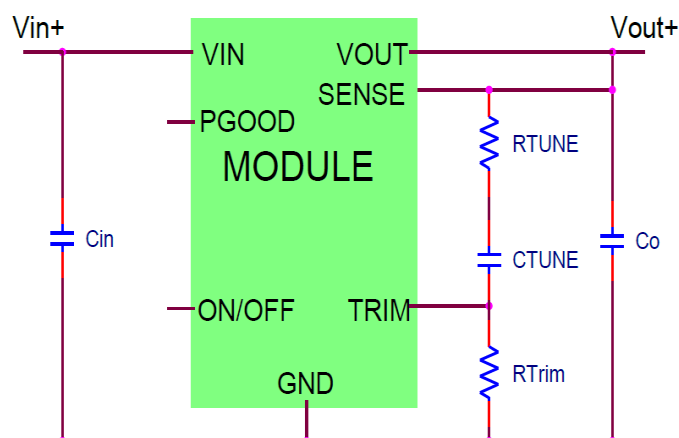 Vin+
Vout+
VIN
VOUT
SENSE
PGOOD
RTUNE
MODULE
Cin
Co
CTUNE
ON/OFF
TRIM
RTrim
GND